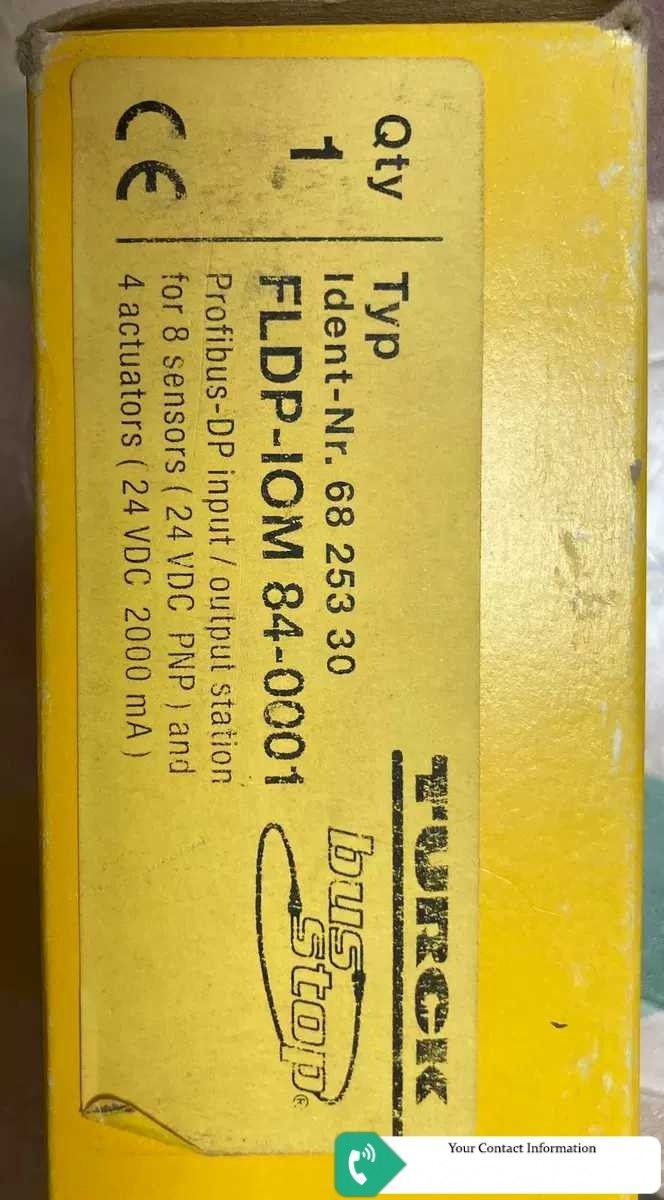 TURCK
Qty Typ
Ident-Nr. 68 253 30
1 FLDP-IOM 84-0001
bus stop®
Profibus-DP input / output station
for 8 sensors ( 24 VDC PNP ) and
4 actuators ( 24 VDC 2000 mA )
CE
Your Contact Information